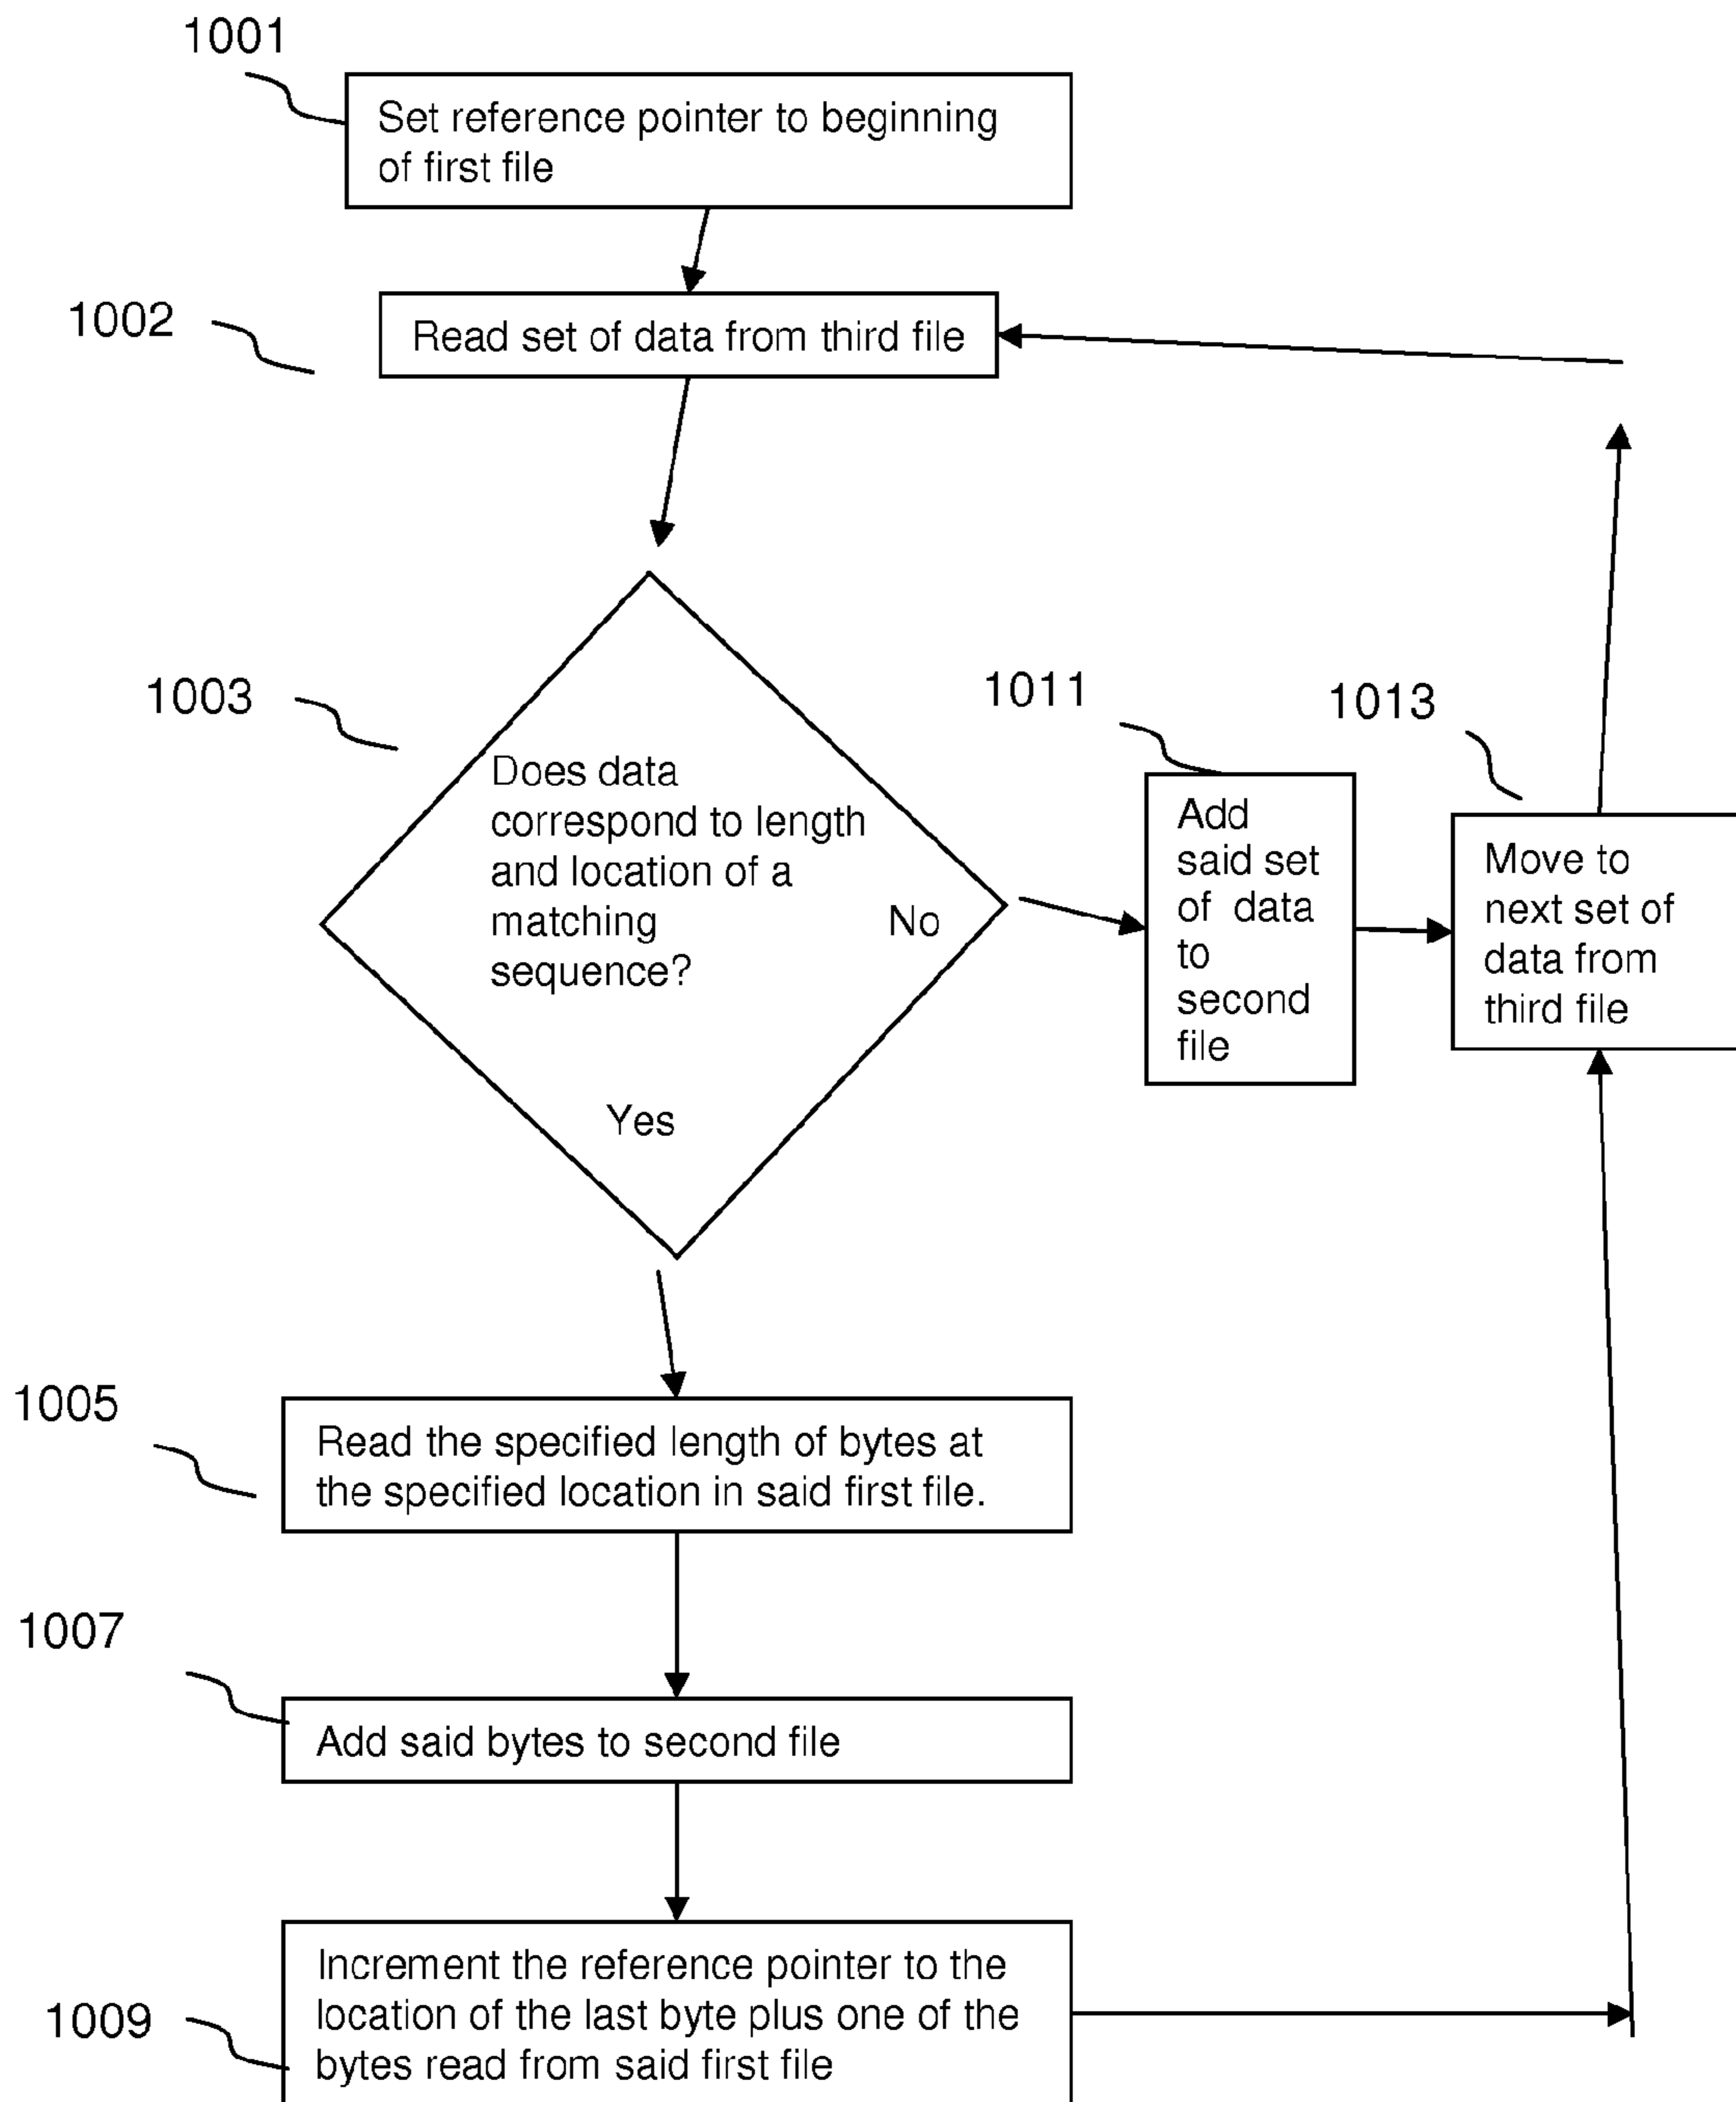 1001
Set reference pointer to beginning
of first file
1002
Read set of data from third file
1003
Does data
correspond to length
and location of a
matching
sequence?
No
Yes
1011
Add
said set
of data
to
second
file
1013
Move to
next set of
data from
third file
1005
Read the specified length of bytes at
the specified location in said first file.
1007
Add said bytes to second file
1009
Increment the reference pointer to the
location of the last byte plus one of the
bytes read from said first file